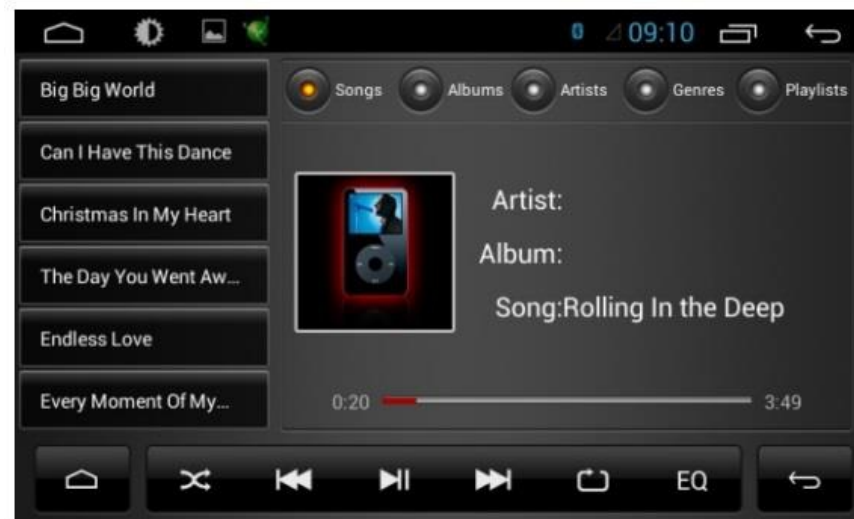 09:10
Big Big World
Can I Have This Dance
Christmas In My Heart
The Day You Went Aw...
Endless Love
Every Moment Of My...
Songs Albums Artists Genres Playlists
Artist:
Album:
Song:Rolling In the Deep
0:20 3:49
EQ